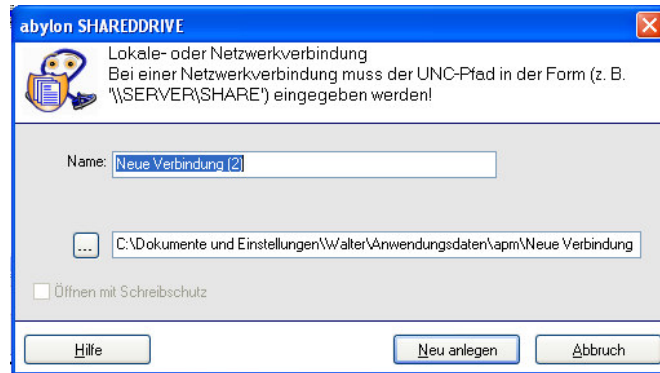 abylon SHAREDDRIVE
Lokale- oder Netzwerkverbindung
Bei einer Netzwerkverbindung muss der UNC-Pfad in der Form (z. B.
'\\SERVER\SHARE') eingegeben werden!
Name: Neue Verbindung (2)
... C:\Dokumente und Einstellungen\Walter\Anwendungsdaten\apm\Neue Verbindung
Öffnen mit Schreibschutz
Hilfe Neu anlegen Abbruch